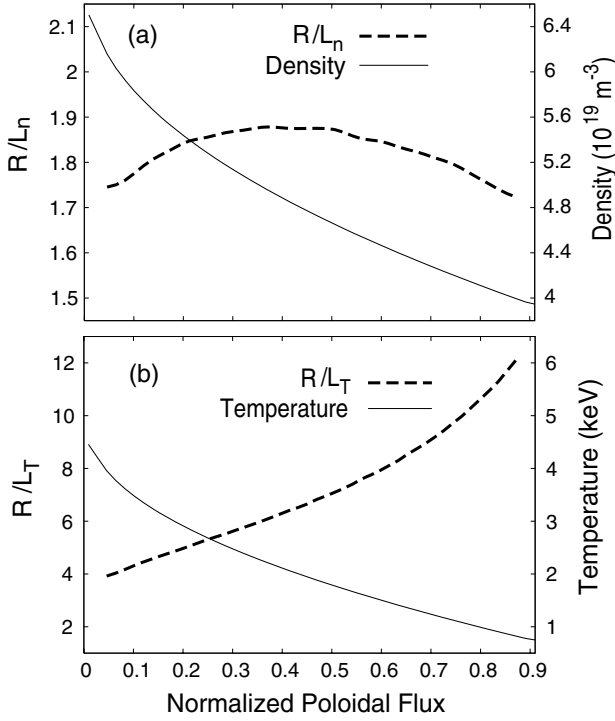 (a)
R/L_n
Density
2.1
2
1.9
1.8
1.7
1.6
1.5
R/L_n
6.4
6
5.6
5.2
4.8
4.4
4
Density (10^19 m^-3)
(b)
R/L_T
Temperature
12
10
8
6
4
2
R/L_T
6
5
4
3
2
1
Temperature (keV)
0 0.1 0.2 0.3 0.4 0.5 0.6 0.7 0.8 0.9
Normalized Poloidal Flux